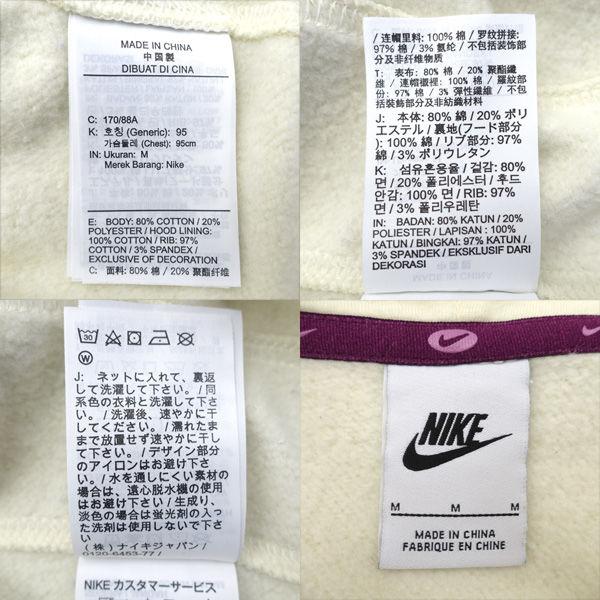 MADE IN CHINA
中国製
DIBUAT DI CINA
C: 170/88A
K: 호칭 (Generic): 95
가슴둘레 (Chest): 95cm
IN: Ukuran: M
Merek Barang: Nike
E: BODY: 80% COTTON / 20%
POLYESTER / HOOD LINING:
100% COTTON / RIB: 97%
COTTON / 3% SPANDEX /
EXCLUSIVE OF DECORATION
C: 面料: 80% 棉 / 20% 聚酯纤维
/ 连帽里料: 100% 棉 / 罗纹拼接:
97% 棉 / 3% 氨纶 / 不包括装饰部
分及非纤维物质
T: 表布: 80% 棉 / 20% 聚酯纖
維 / 連帽襯裡: 100% 棉 / 羅紋部
份: 97% 棉 / 3% 彈性纖維 / 不包
括裝飾部分及非紡織材料
J: 本体: 80% 綿 / 20% ポリ
エステル / 裏地(フード部分
): 100% 綿 / リブ部分: 97%
綿 / 3% ポリウレタン
K: 섬유혼용율 / 겉감: 80%
면 / 20% 폴리에스터 / 후드
안감: 100% 면 / RIB: 97%
면 / 3% 폴리우레탄
IN: BADAN: 80% KATUN / 20%
POLIESTER / LAPISAN : 100%
KATUN / BINGKAI: 97% KATUN /
3% SPANDEX / EKSKLUSIF DARI
DEKORASI
MADE IN CHINA
30
W
J: ネットに入れて、裏返
して洗濯して下さい。/ 同
系色の衣料と洗濯して下
さい。/ 洗濯後、速やかに干
してください。/ 濡れたま
まで放置せず速やかに干し
て下さい。/ デザイン部分
のアイロンはお避け下さ
い。/ 水を通しにくい素材の
場合は、遠心脱水機の使用
はお避け下さい / 生成り、
淡色の場合は蛍光剤の入っ
た洗剤は使用しないで下さ
い
(株) ナイキジャパン /
0120-6453-77 /
NIKE カスタマーサービス
NIKE
M M M
MADE IN CHINA
FABRIQUE EN CHINE